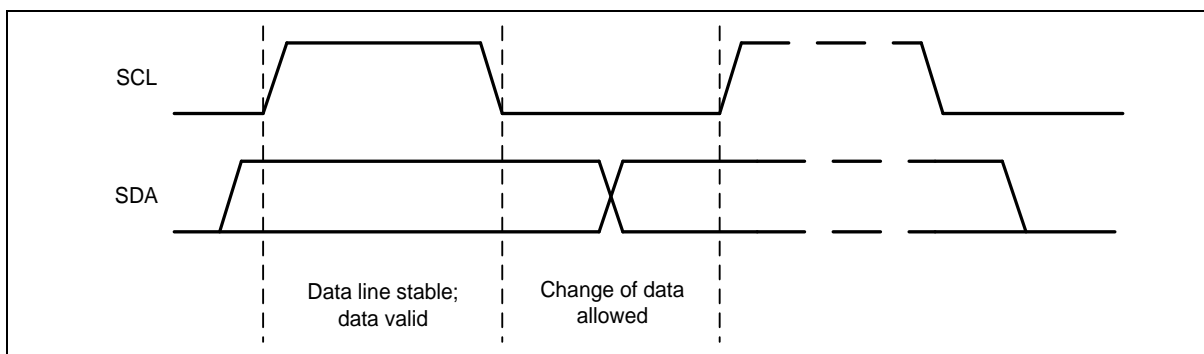 SCL
SDA
Data line stable;
data valid
Change of data
allowed